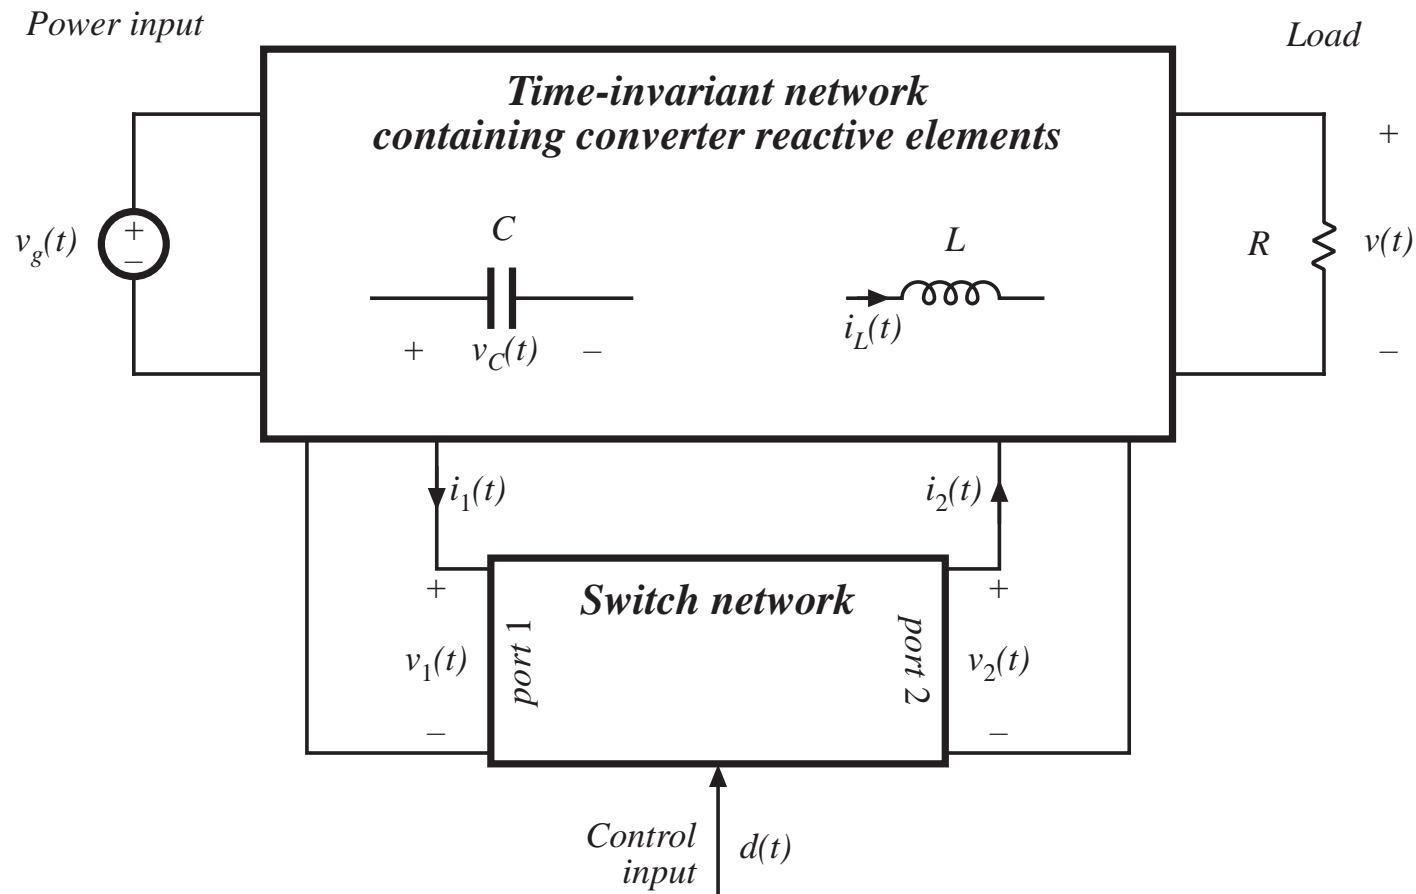 Power input
Load
Time-invariant network
containing converter reactive elements
+
C
L
v_g(t)
+
–
R
v(t)
i_L(t)
+
v_C(t)
–
–
i_1(t)
i_2(t)
+
Switch network
+
port 1
port 2
v_1(t)
v_2(t)
–
–
Control
input
d(t)